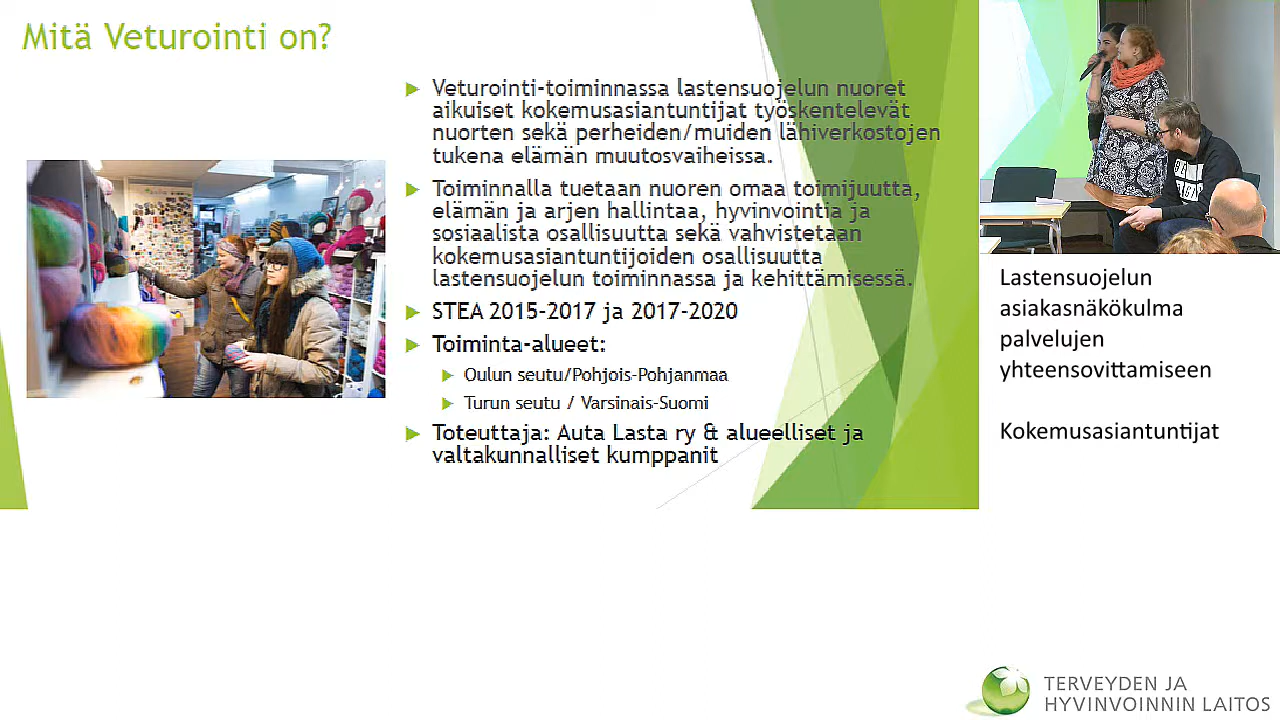 Mitä Veturointi on?
Veturointi-toiminnassa lastensuojelun nuoret
aikuiset kokemusasiantuntijat työskentelevät
nuorten sekä perheiden/muiden lähiverkostojen
tukena elämän muutosvaiheissa.
Toiminnalla tuetaan nuoren omaa toimijuutta,
elämän ja arjen hallintaa, hyvinvointia ja
sosiaalista osallisuutta sekä vahvistetaan
kokemusasiantuntijoiden osallisuutta
lastensuojelun toiminnassa ja kehittämisessä.
STEA 2015-2017 ja 2017-2020
Toiminta-alueet:
Oulun seutu/Pohjois-Pohjanmaa
Turun seutu / Varsinais-Suomi
Toteuttaja: Auta Lasta ry & alueelliset ja
valtakunnalliset kumppanit
Lastensuojelun
asiakasnäkökulma
palvelujen
yhteensovittamiseen
Kokemusasiantuntijat
TERVEYDEN JA
HYVINVOINNIN LAITOS